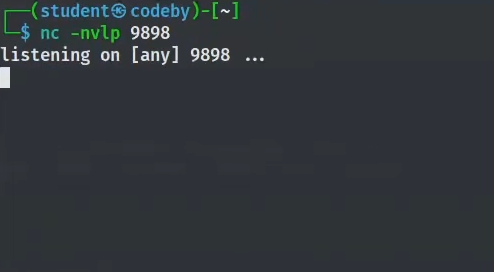 ┌──(student㉿codeby)-[~]
└─$ nc -nvlp 9898
listening on [any] 9898 ...